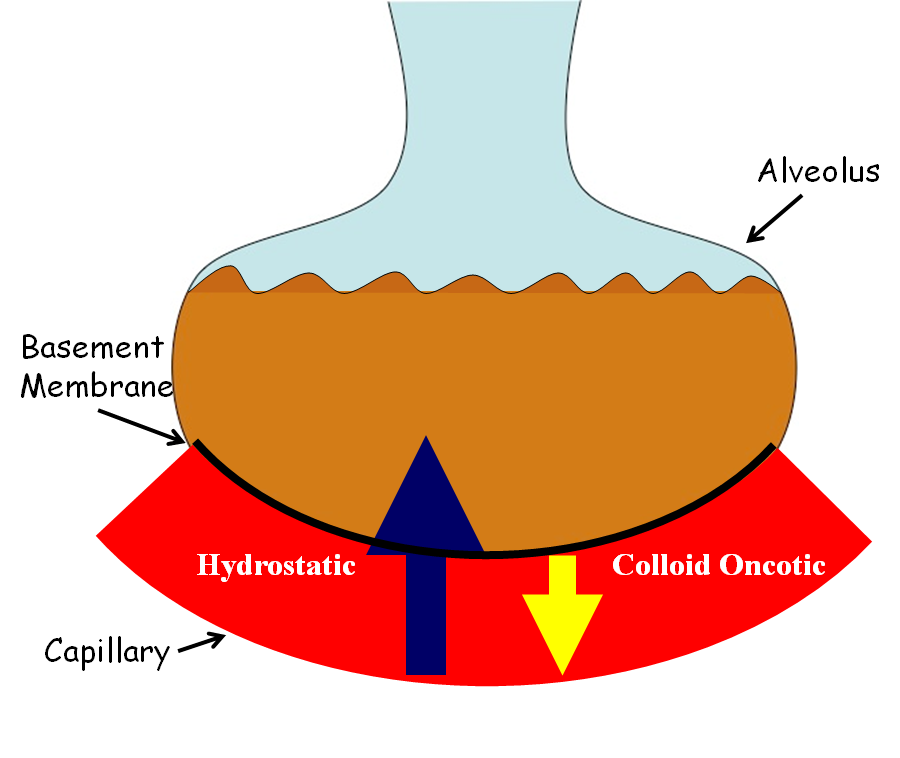 Alveolus
Basement
Membrane
Hydrostatic
Colloid Oncotic
Capillary